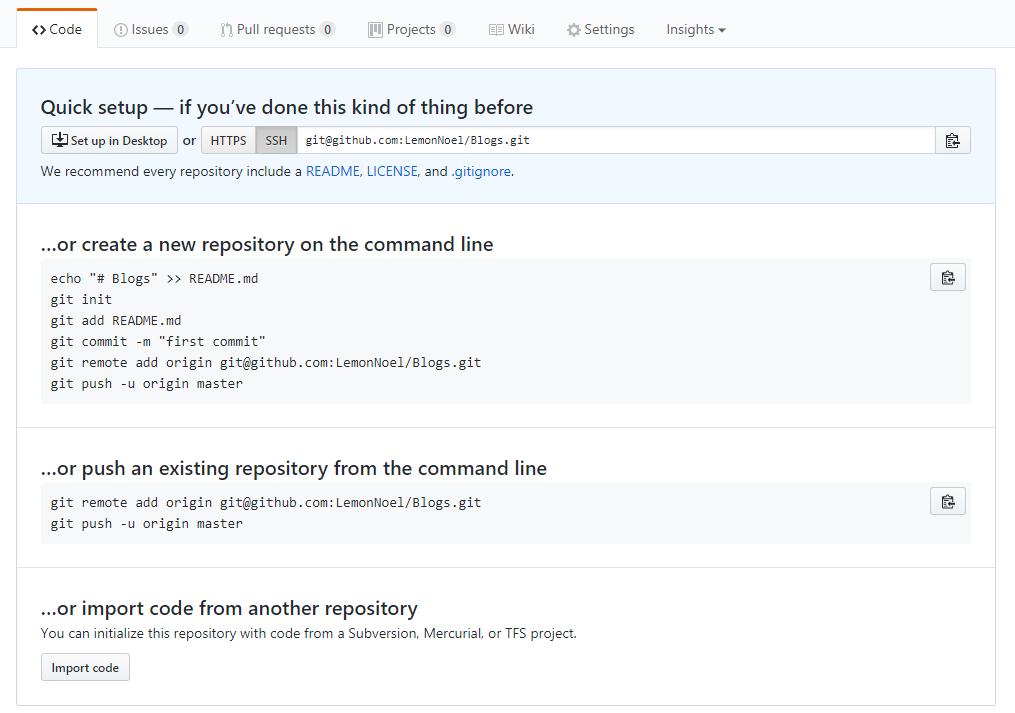 Code Issues 0 Pull requests 0 Projects 0 Wiki Settings Insights
Quick setup — if you’ve done this kind of thing before
Set up in Desktop or HTTPS SSH git@github.com:LemonNoel/Blogs.git
We recommend every repository include a README, LICENSE, and .gitignore.
…or create a new repository on the command line
echo "# Blogs" >> README.md
git init
git add README.md
git commit -m "first commit"
git remote add origin git@github.com:LemonNoel/Blogs.git
git push -u origin master
…or push an existing repository from the command line
git remote add origin git@github.com:LemonNoel/Blogs.git
git push -u origin master
…or import code from another repository
You can initialize this repository with code from a Subversion, Mercurial, or TFS project.
Import code